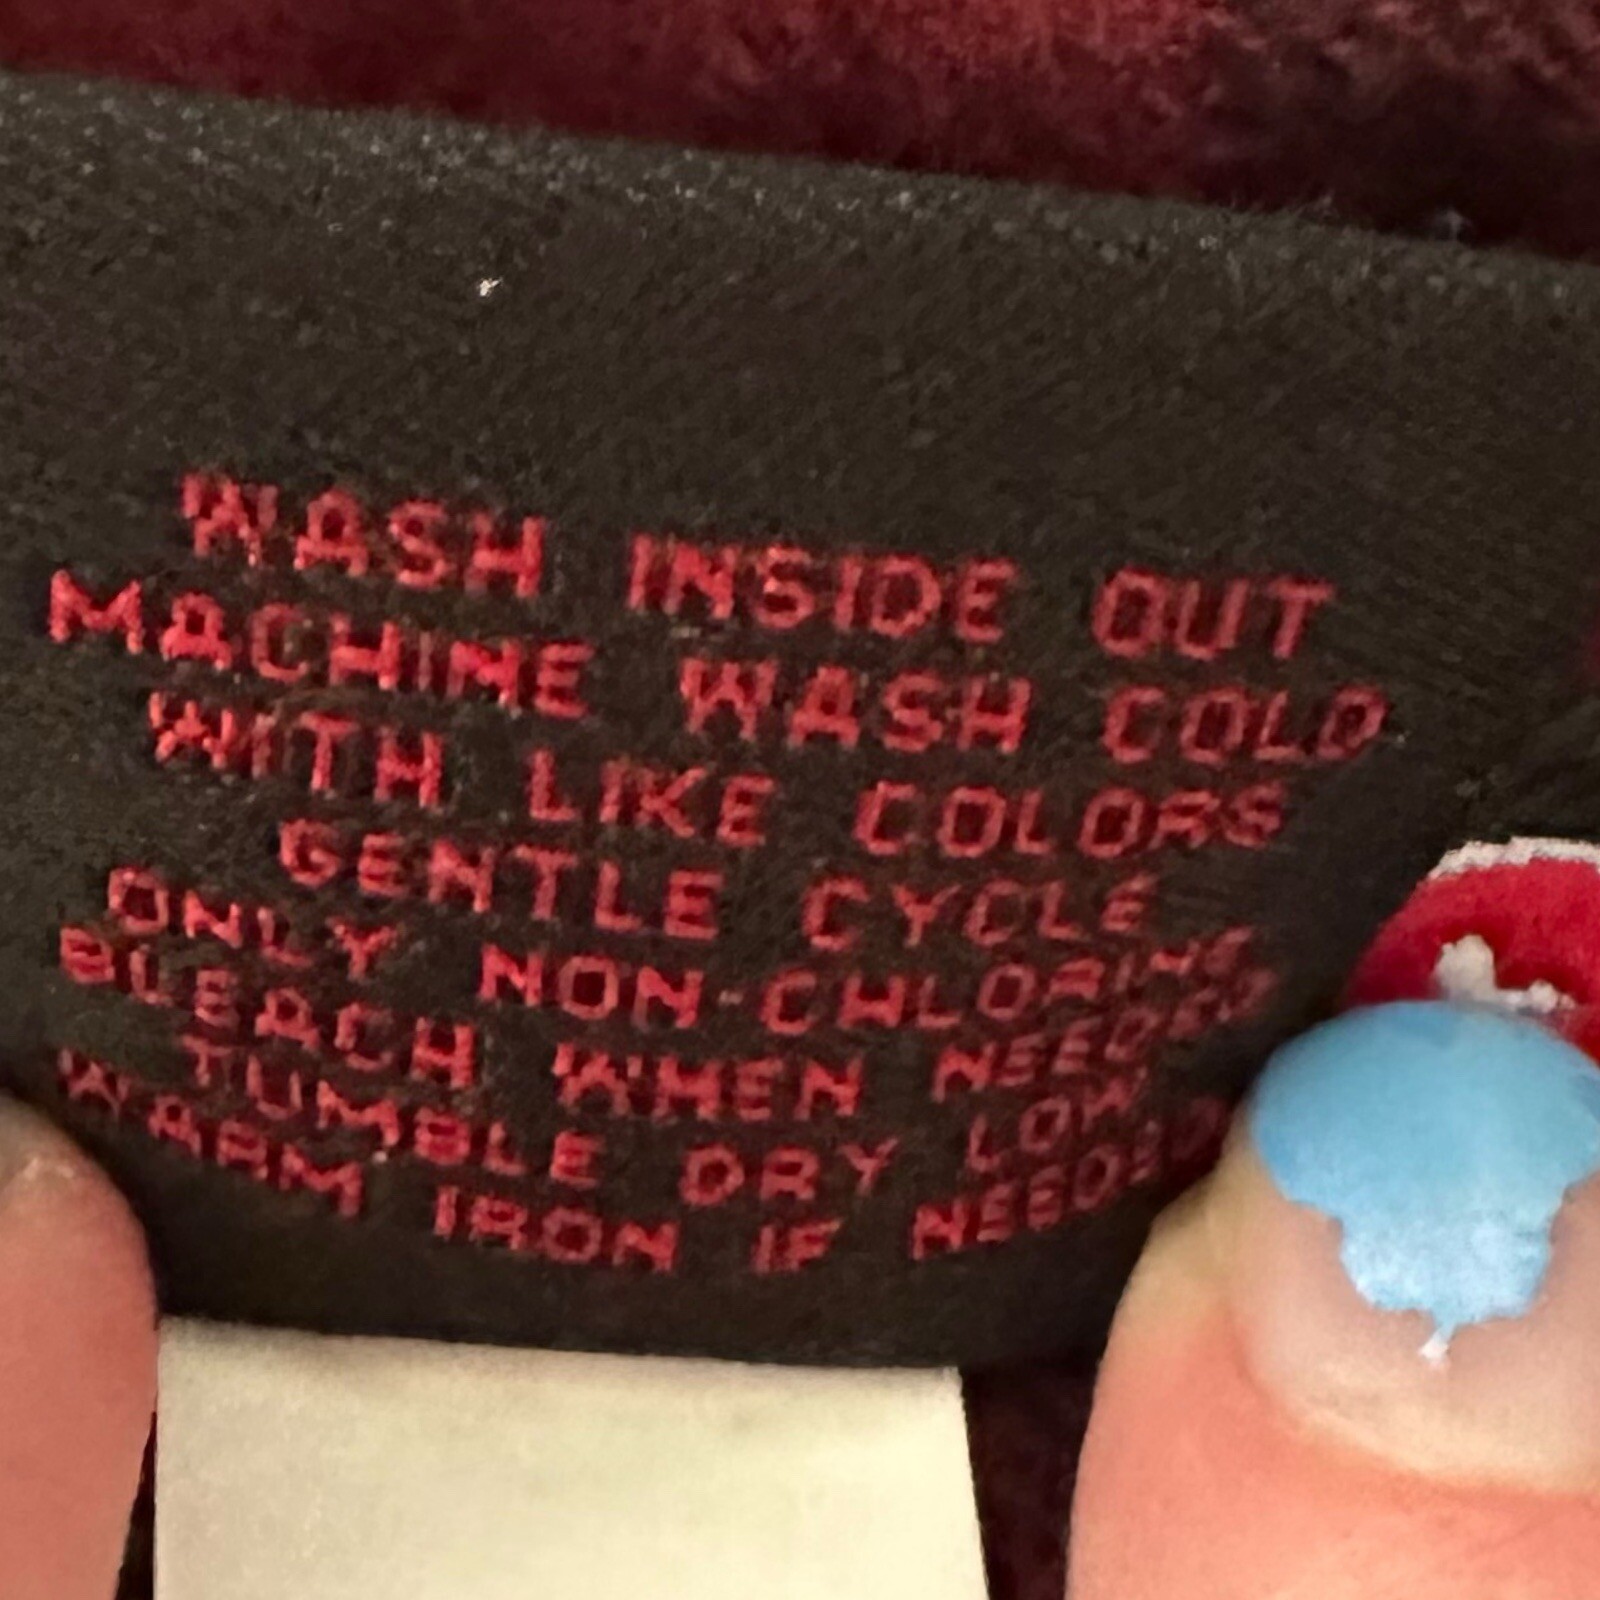 WASH INSIDE OUT
MACHINE WASH COLD
WITH LIKE COLORS
GENTLE CYCLE
ONLY NON-CHLORINE
BLEACH WHEN NEEDED
TUMBLE DRY LOW
WARM IRON IF NEEDED